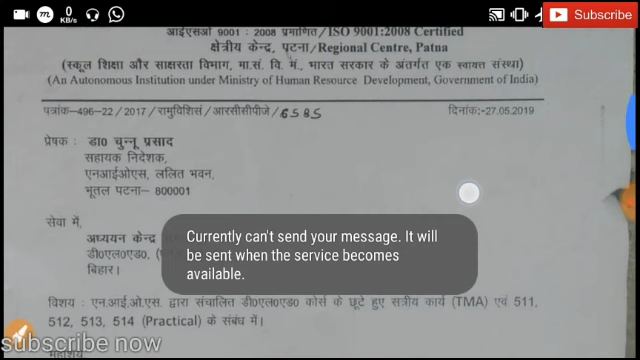 0
KB/s
Subscribe
आईएसओ 9001 : 2008 प्रमाणित/ISO 9001:2008 Certified
क्षेत्रीय केन्द्र, पटना/Regional Centre, Patna
(स्कूल शिक्षा और साक्षरता विभाग, मा.सं. वि. मं., भारत सरकार के अंतर्गत एक स्वायत्त संस्था)
(An Autonomous Institution under Ministry of Human Resource Development, Government of India)
पत्रांक-496-22/2017/रामुविशिसं/आरसीसीपीजे/6585 दिनांकः-27.05.2019
प्रेषक : डा0 चुन्नू प्रसाद
सहायक निदेशक,
एनआईओएस, ललित भवन,
भूतल पटना- 800001
सेवा में,
अध्ययन केन्द्र
डी0एल0एड0,
बिहार।
Currently can't send your message. It will
be sent when the service becomes
available.
विशय : एन.आई.ओ.एस. द्वारा संचालित डी0एल0एड0 कोर्स के छूटे हुए सत्रीय कार्य (TMA) एवं 511,
512, 513, 514 (Practical) के संबंध में।
subscribe now